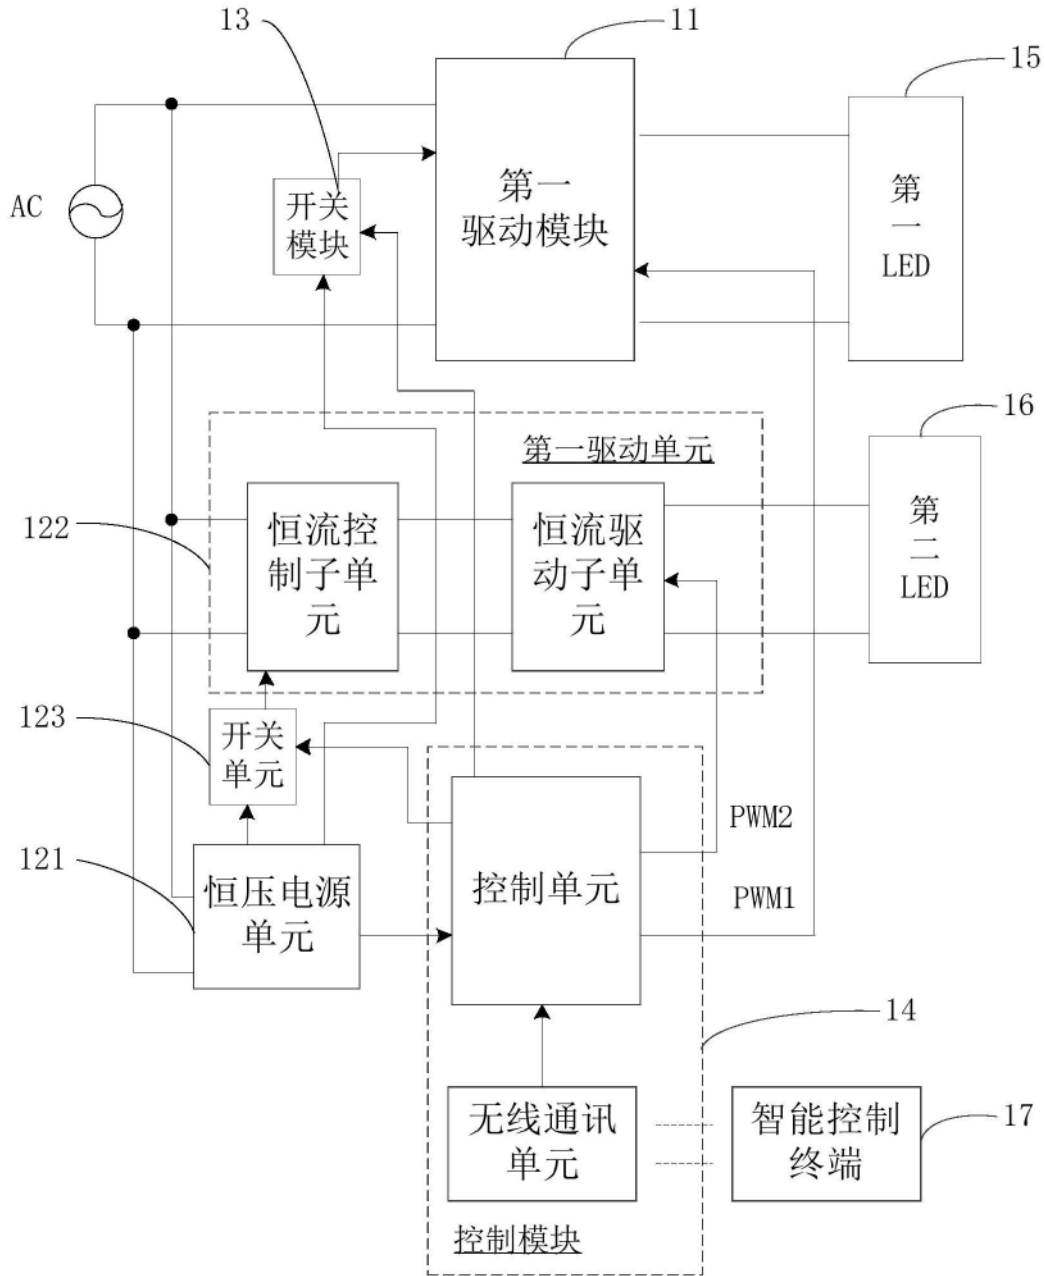 13
11
15
AC
开关
模块
第一
驱动模块
第
一
LED
16
第一驱动单元
122
恒流控
制子单
元
恒流驱
动子单
元
第
二
LED
123
开关
单元
PWM2
121
恒压电源
单元
控制单元
PWM1
14
无线通讯
单元
智能控制
终端
17
控制模块